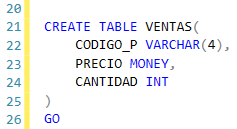 20
21 CREATE TABLE VENTAS(
22 CODIGO_P VARCHAR(4),
23 PRECIO MONEY,
24 CANTIDAD INT
25 )
26 GO